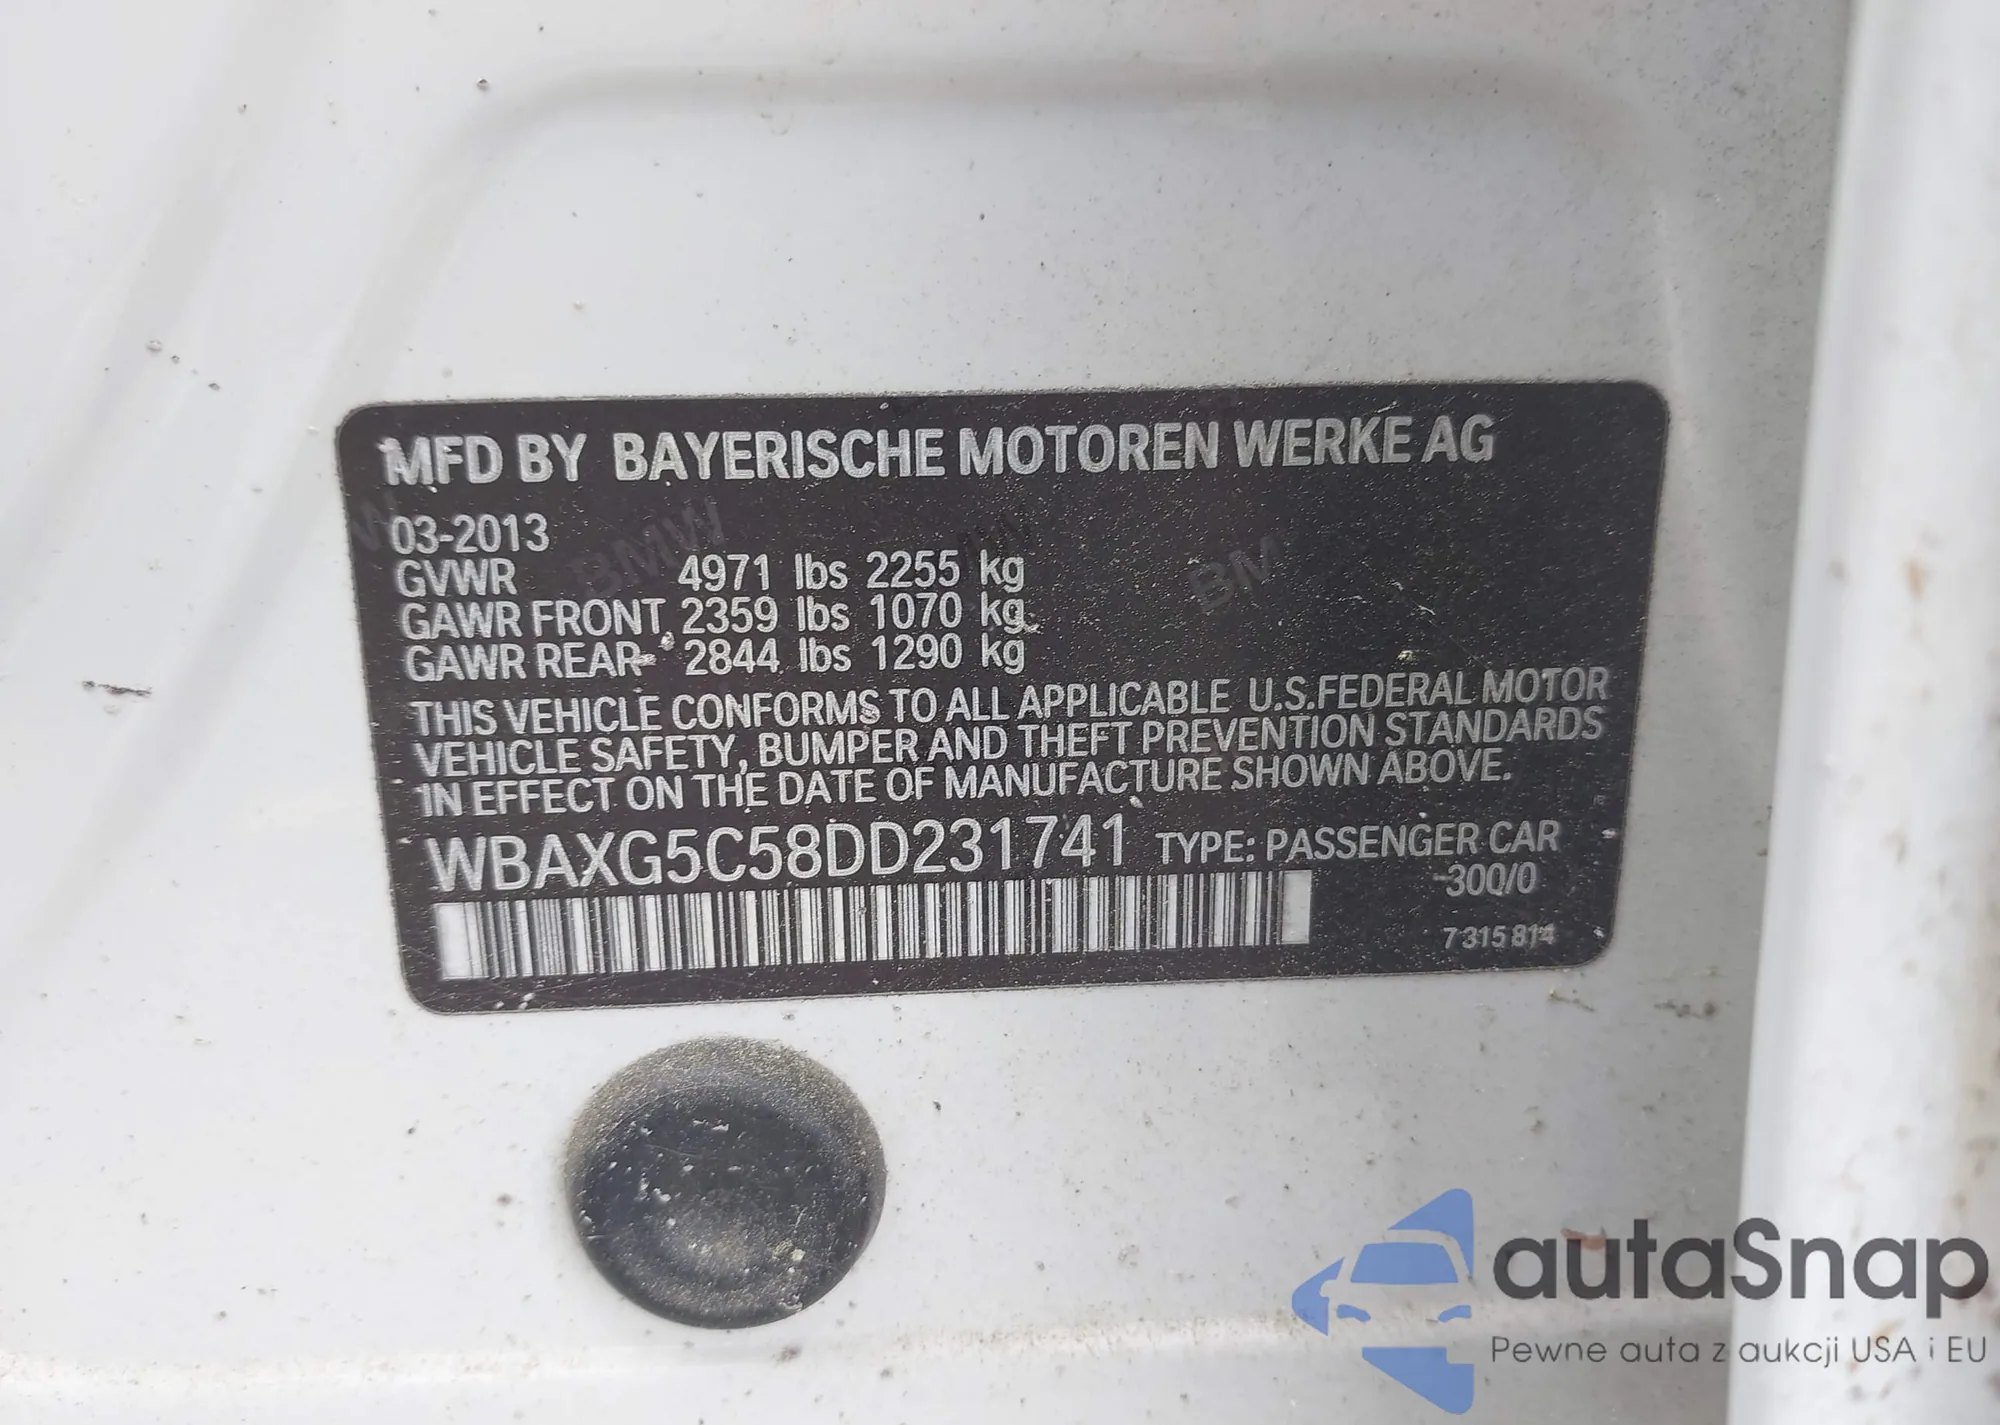 MFD BY BAYERISCHE MOTOREN WERKE AG
03-2013
GVWR 4971 lbs 2255 kg
GAWR FRONT 2359 lbs 1070 kg
GAWR REAR 2844 lbs 1290 kg
THIS VEHICLE CONFORMS TO ALL APPLICABLE U.S.FEDERAL MOTOR
VEHICLE SAFETY, BUMPER AND THEFT PREVENTION STANDARDS
IN EFFECT ON THE DATE OF MANUFACTURE SHOWN ABOVE.
WBAXG5C58DD231741 TYPE: PASSENGER CAR
-300/0
7 315 814
autaSnap
Pewne auta z aukcji USA i EU